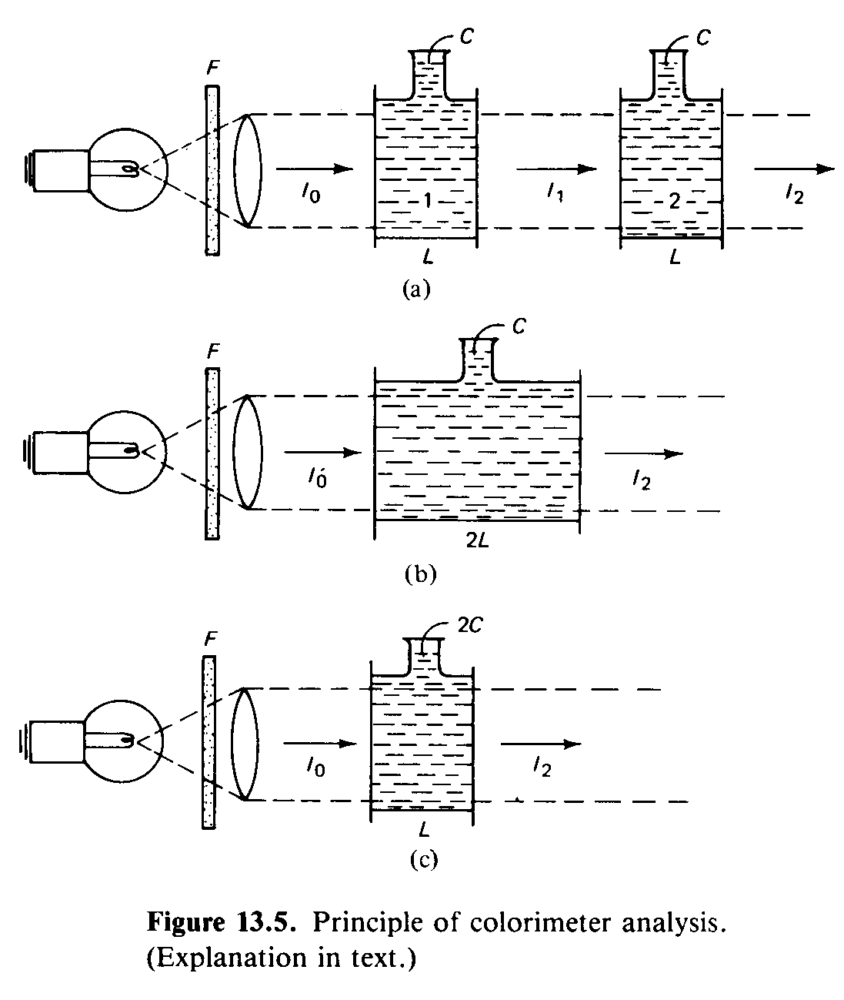 C C
F
I0 I1 I2
1 2
L L
(a)
C
F
I0 I2
2L
(b)
2C
F
I0 I2
L
(c)
Figure 13.5. Principle of colorimeter analysis.
(Explanation in text.)